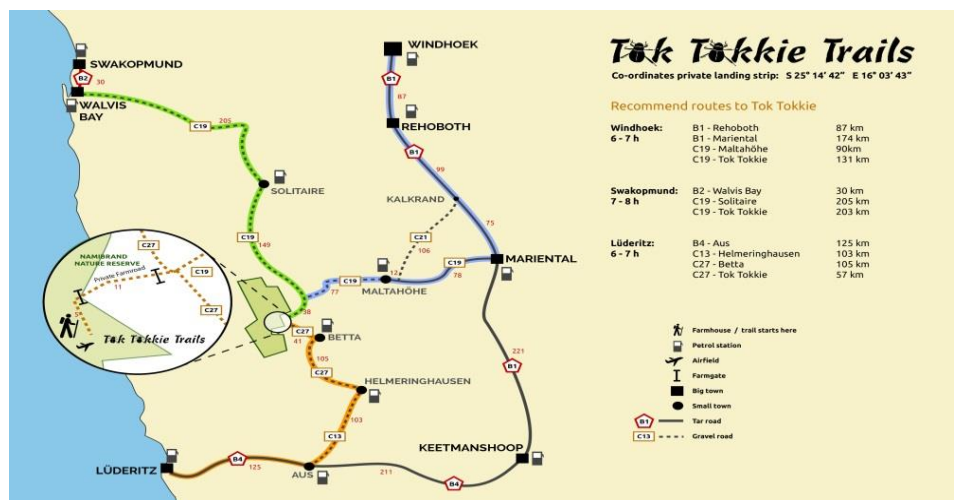 SWAKOPMUND
B2
30
WALVIS
BAY
C19
205
SOLITAIRE
C19
149
WINDHOEK
B1
87
REHOBOTH
B1
99
KALKRAND
75
C21
106
MARIENTAL
12
C19
78
MALTAHÖHE
C19
77
38
C27
41
BETTA
105
C27
HELMERINGHAUSEN
103
C13
221
B1
KEETMANSHOOP
LÜDERITZ
B4
125
AUS
211
B4
C27
NAMIBRAND
NATURE RESERVE
Private Farmroad
C19
11
5
C27
Tok Tokkie Trails
Tok Tokkie Trails
Co-ordinates private landing strip: S 25° 14' 42" E 16° 03' 43"
Recommend routes to Tok Tokkie
Windhoek: B1 - Rehoboth 87 km
6 - 7 h B1 - Mariental 174 km
C19 - Maltahöhe 90km
C19 - Tok Tokkie 131 km
Swakopmund: B2 - Walvis Bay 30 km
7 - 8 h C19 - Solitaire 205 km
C19 - Tok Tokkie 203 km
Lüderitz: B4 - Aus 125 km
6 - 7 h C13 - Helmeringhausen 103 km
C27 - Betta 105 km
C27 - Tok Tokkie 57 km
Farmhouse / trail starts here
Petrol station
Airfield
Farmgate
Big town
Small town
B1 Tar road
C13 Gravel road